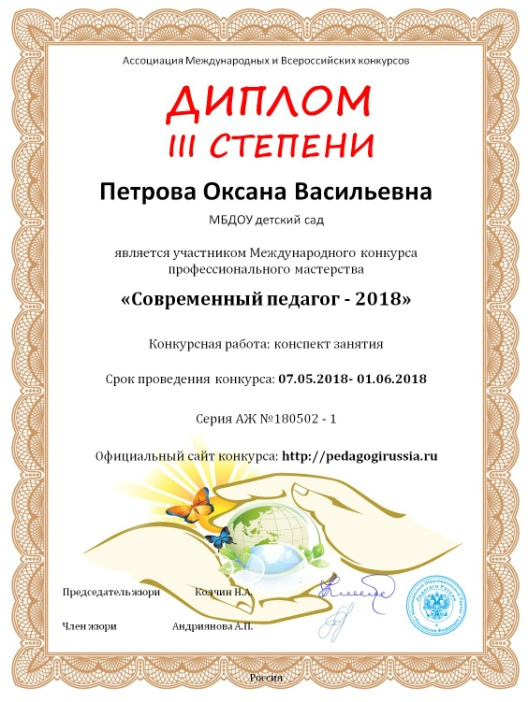 Ассоциация Международных и Всероссийских конкурсов
ДИПЛОМ
III СТЕПЕНИ
Петрова Оксана Васильевна
МБДОУ детский сад
является участником Международного конкурса
профессионального мастерства
«Современный педагог - 2018»
Конкурсная работа: конспект занятия
Срок проведения конкурса: 07.05.2018- 01.06.2018
Серия АЖ №180502 - 1
Официальный сайт конкурса: http://pedagogirussia.ru
Председатель жюри Колчин Н.А.
Член жюри Андриянова А.П.
Педагоги России
Россия